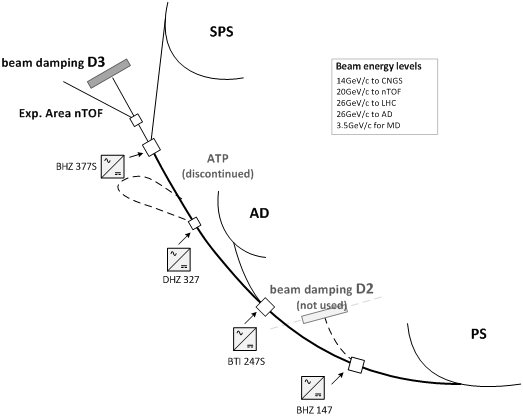 SPS
beam damping D3
Beam energy levels
14GeV/c to CNGS
20GeV/c to nTOF
26GeV/c to LHC
26GeV/c to AD
3.5GeV/c for MD
Exp. Area nTOF
BHZ 377S
ATP
(discontinued)
AD
DHZ 327
beam damping D2
(not used)
PS
BTI 247S
BHZ 147